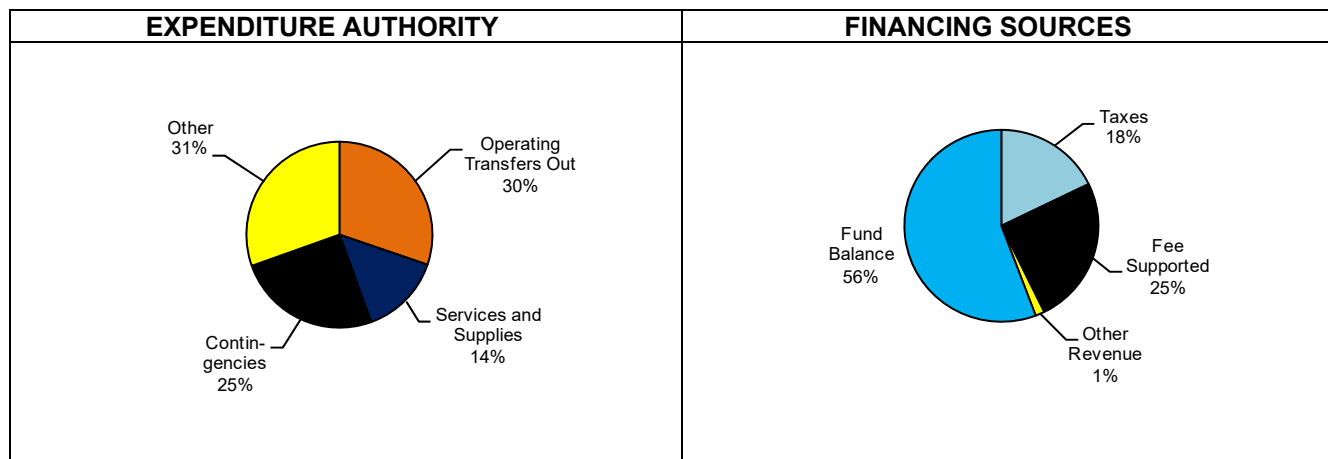 EXPENDITURE AUTHORITY
Other
31%
Operating
Transfers Out
30%
Contin-
gencies
25%
Services and
Supplies
14%
FINANCING SOURCES
Taxes
18%
Fund
Balance
56%
Fee
Supported
25%
Other
Revenue
1%